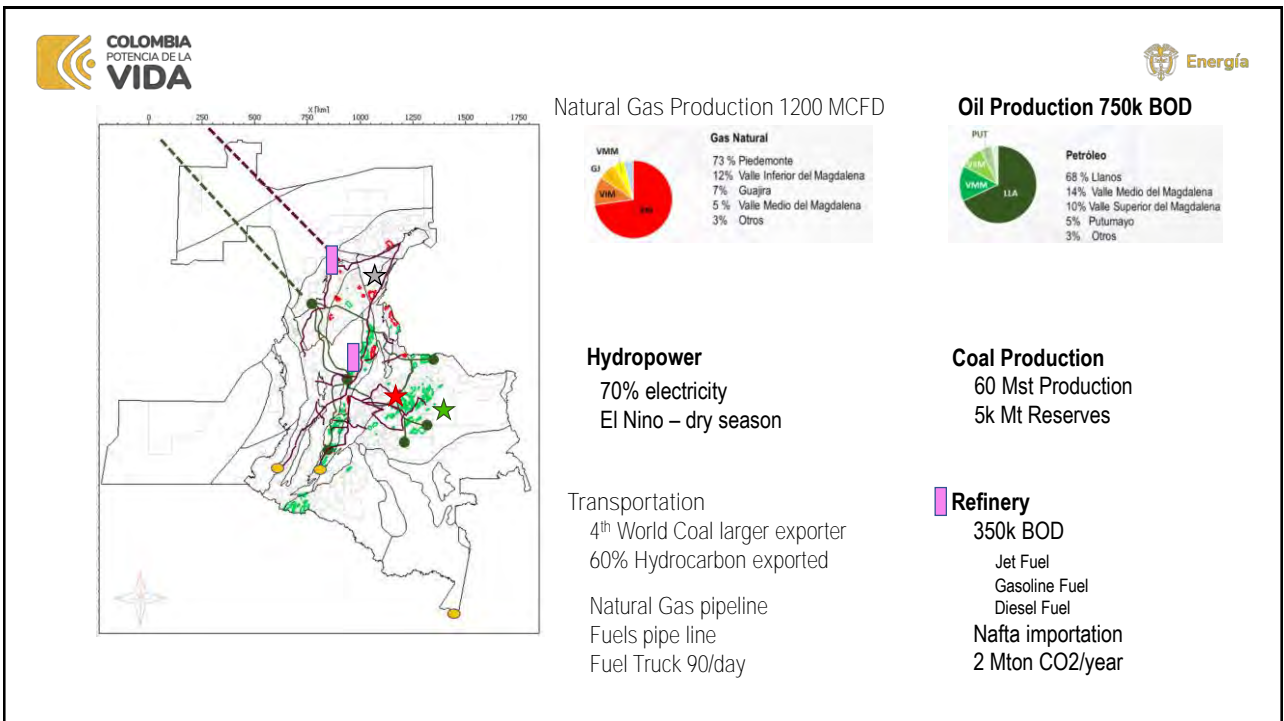 COLOMBIA
POTENCIA DE LA
VIDA
Energía
X [km]
0 250 500 750 1000 1250 1500 1750
Natural Gas Production 1200 MCFD
VMM
GJ
VIM
Gas Natural
73 % Piedemonte
12% Valle Inferior del Magdalena
7% Guajira
5 % Valle Medio del Magdalena
3% Otros
Oil Production 750k BOD
PUT
VMM
LLA
Petróleo
68 % Llanos
14% Valle Medio del Magdalena
10% Valle Superior del Magdalena
5% Putumayo
3% Otros
Hydropower
70% electricity
El Nino – dry season
Coal Production
60 Mst Production
5k Mt Reserves
Transportation
4th World Coal larger exporter
60% Hydrocarbon exported
Natural Gas pipeline
Fuels pipe line
Fuel Truck 90/day
Refinery
350k BOD
Jet Fuel
Gasoline Fuel
Diesel Fuel
Nafta importation
2 Mton CO2/year